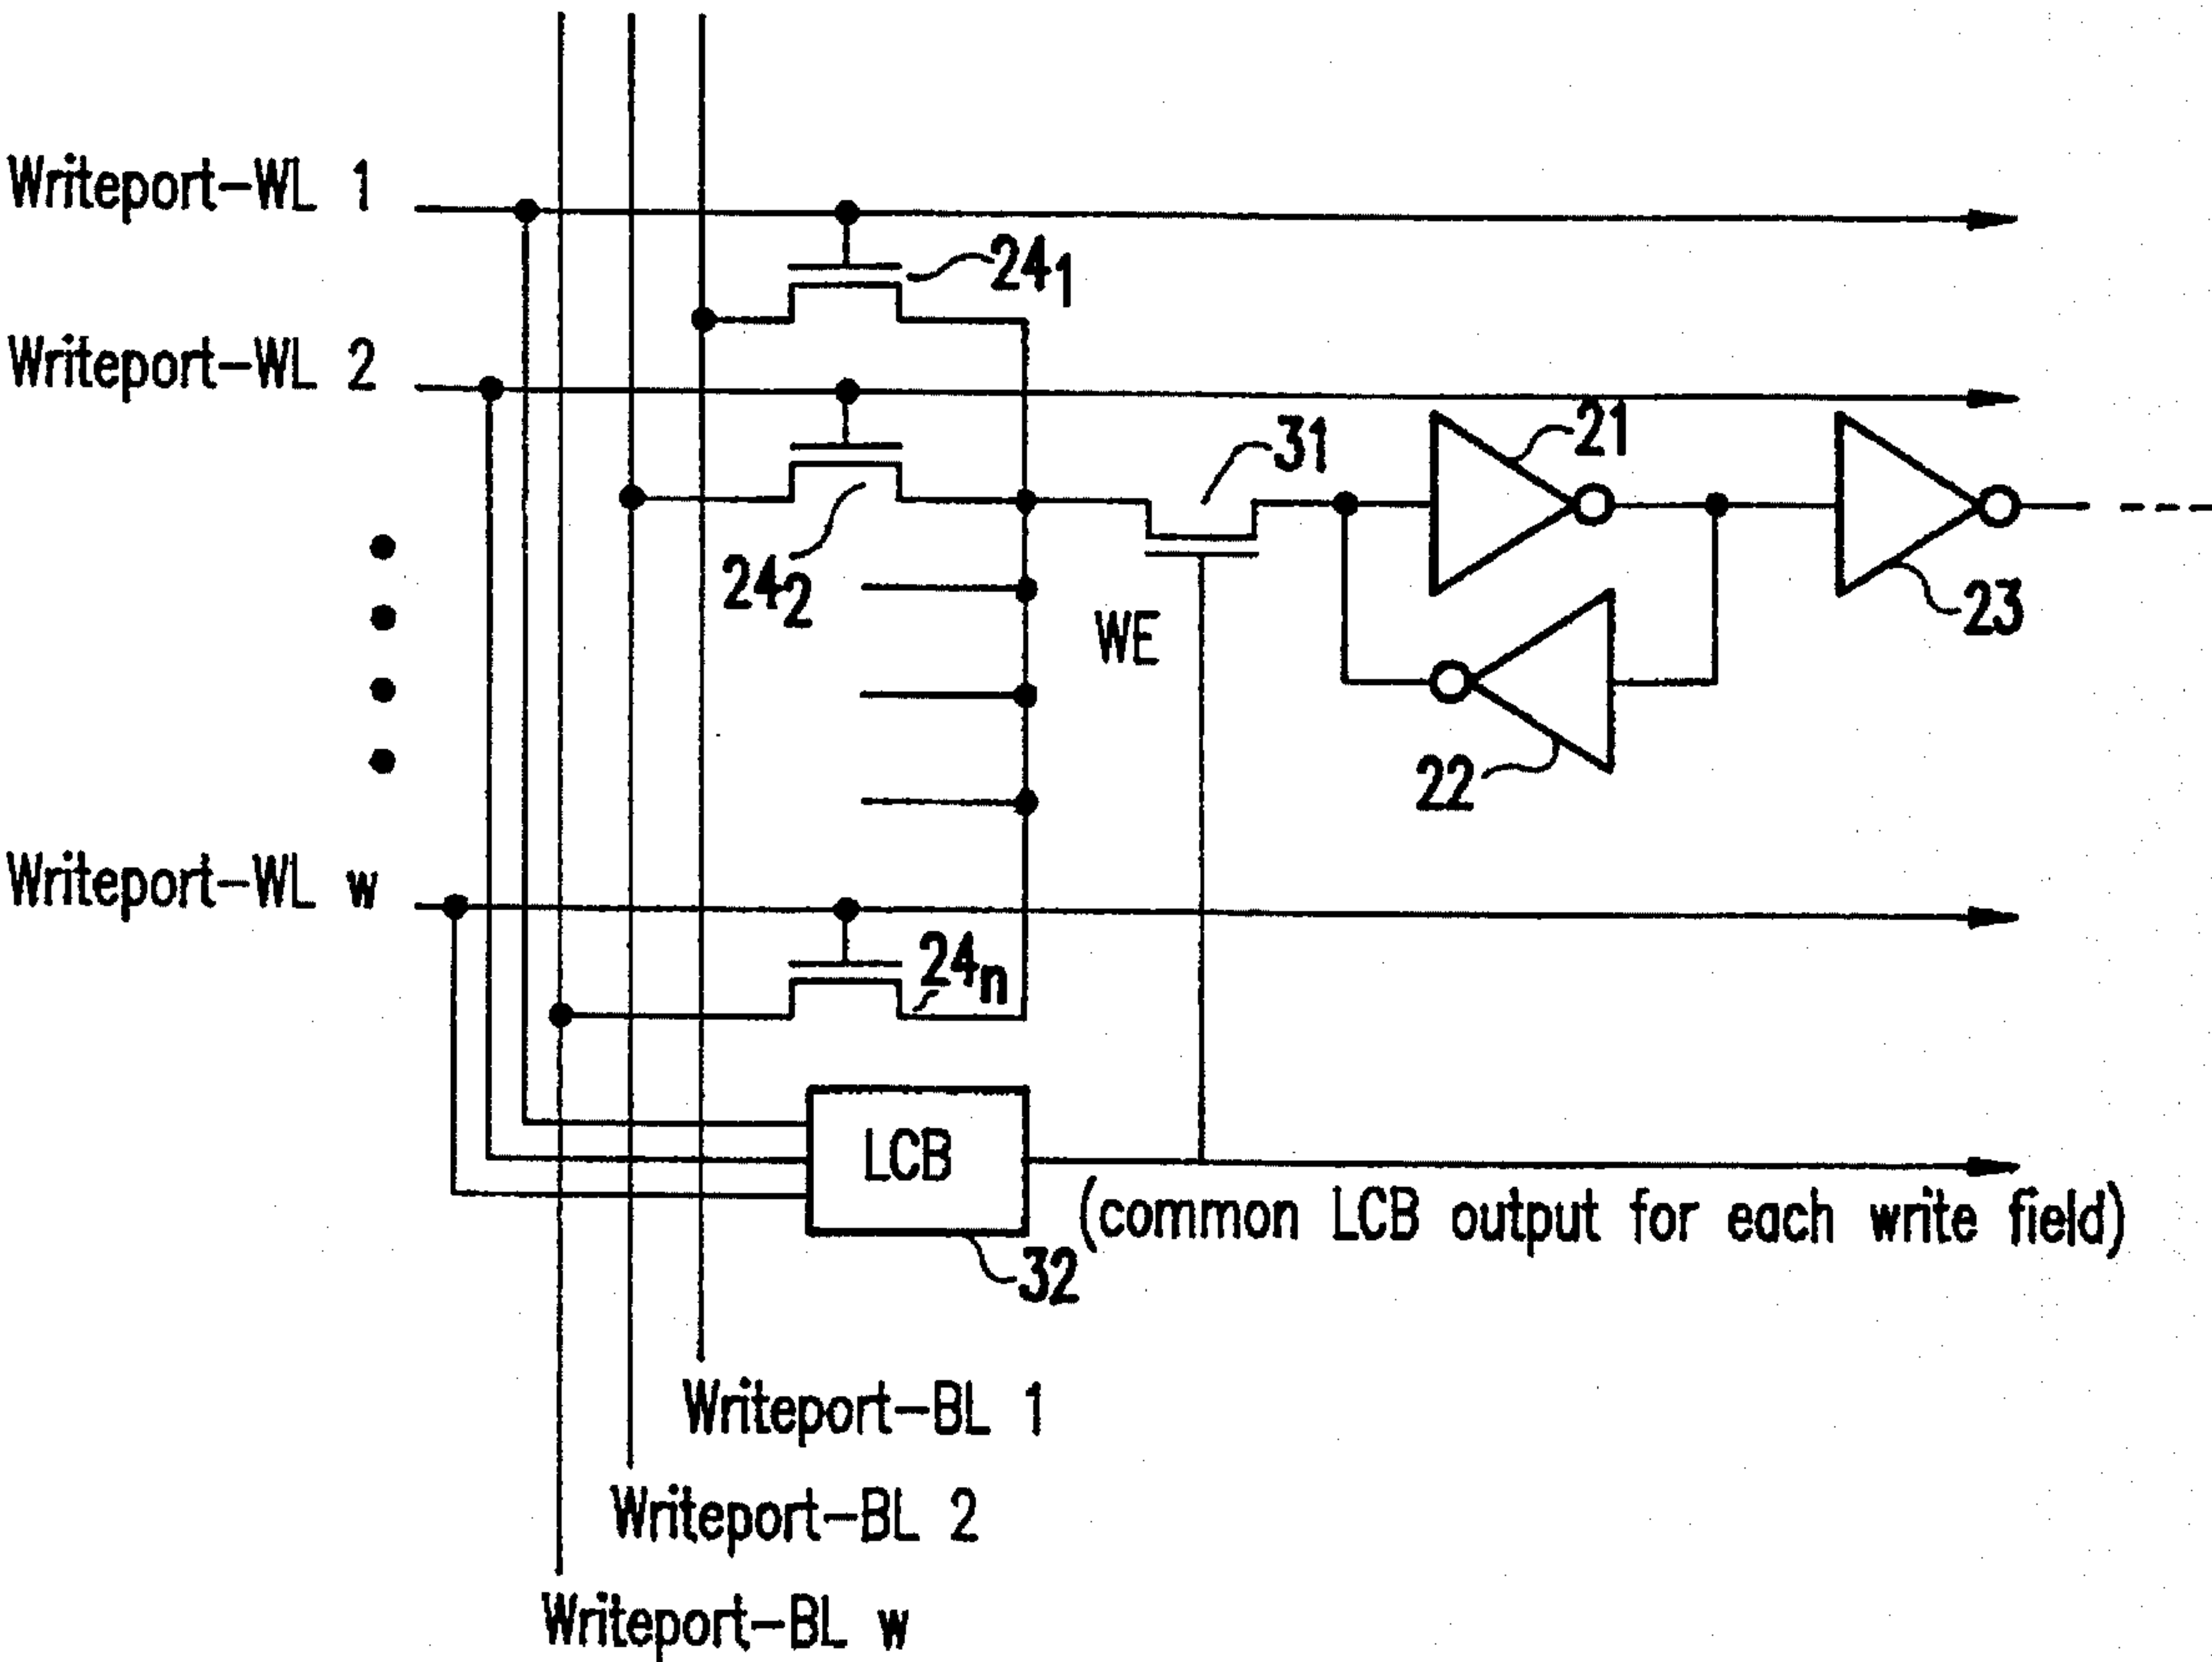 Writeport-WL 1
24₁
Writeport-WL 2
21
31
24₂
WE
23
22
Writeport-WL w
24ₙ
LCB
(common LCB output for each write field)
32
Writeport-BL 1
Writeport-BL 2
Writeport-BL w